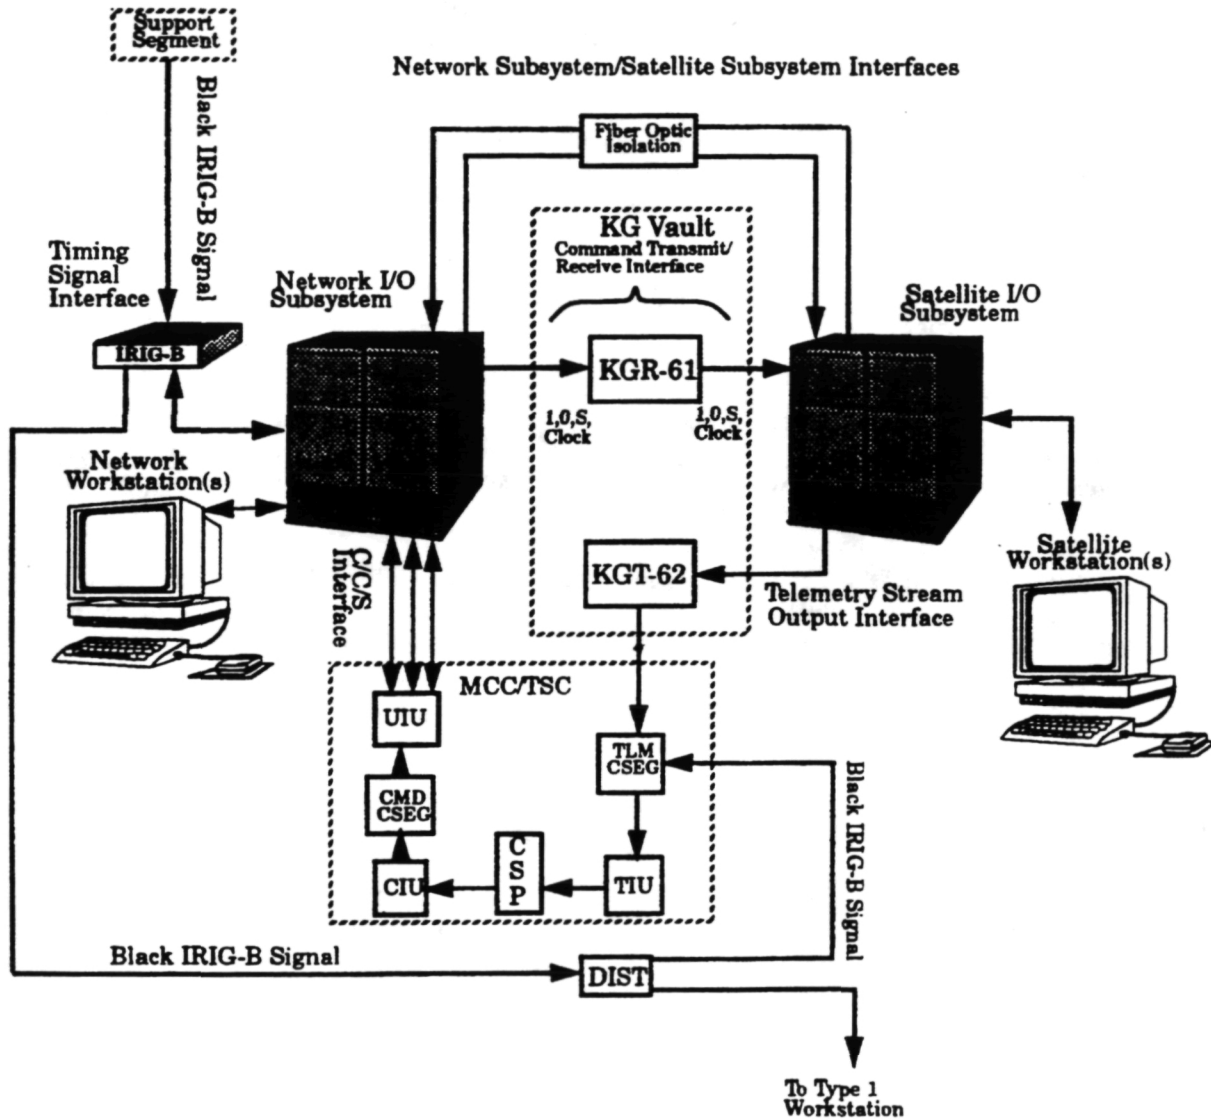 Support
Segment
Black IRIG-B Signal
Network Subsystem/Satellite Subsystem Interfaces
Fiber Optic
Isolation
KG Vault
Command Transmit/
Receive Interface
Timing
Signal
Interface
Network I/O
Subsystem
Satellite I/O
Subsystem
IRIG-B
KGR-61
1,0,S,
Clock
1,0,S,
Clock
Network
Workstation(s)
C/C/S
Interface
KGT-62
Satellite
Workstation(s)
Telemetry Stream
Output Interface
MCC/TSC
UIU
TLM
CSEG
CMD
CSEG
C
S
P
CIU
TIU
Black IRIG-B Signal
Black IRIG-B Signal
DIST
To Type 1
Workstation